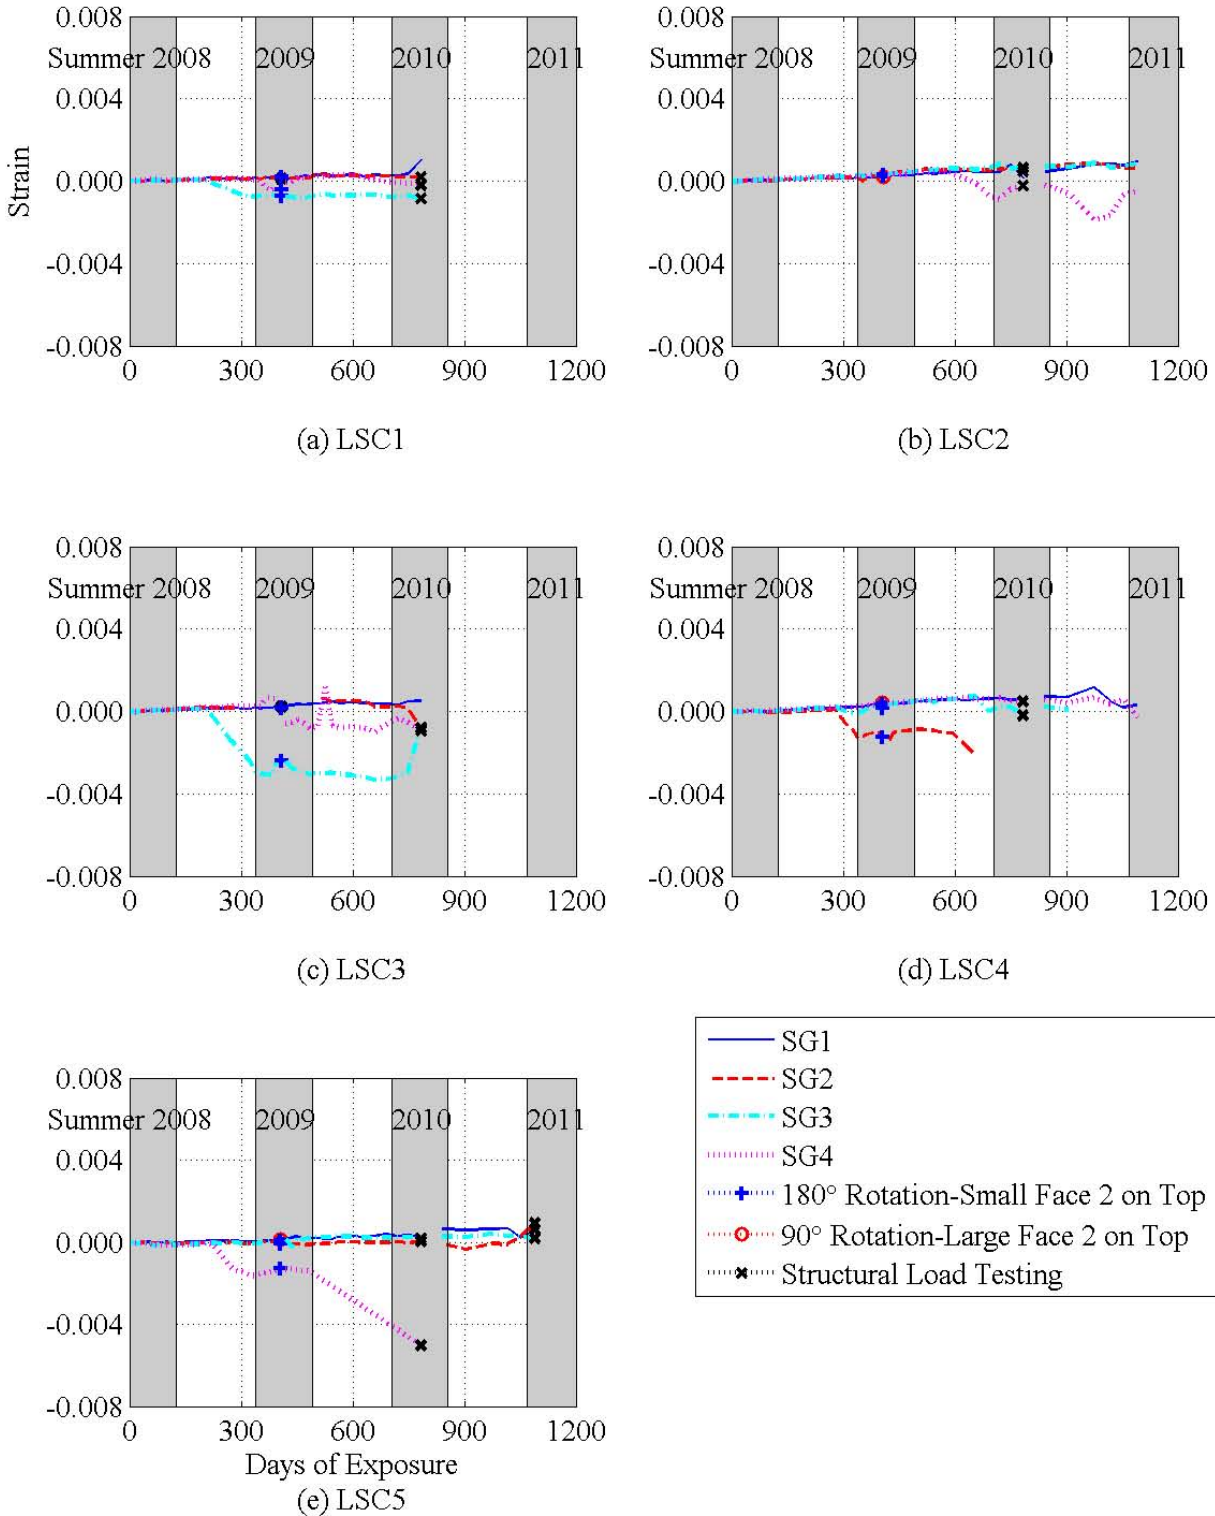 0.008 0.008
Summer 2008 2009 2010 2011 Summer 2008 2009 2010 2011
0.004 0.004
Strain
0.000 0.000
-0.004 -0.004
-0.008 -0.008
0 300 600 900 1200 0 300 600 900 1200
(a) LSC1 (b) LSC2
0.008 0.008
Summer 2008 2009 2010 2011 Summer 2008 2009 2010 2011
0.004 0.004
0.000 0.000
-0.004 -0.004
-0.008 -0.008
0 300 600 900 1200 0 300 600 900 1200
(c) LSC3 (d) LSC4
0.008
Summer 2008 2009 2010 2011
0.004
0.000
-0.004
-0.008
0 300 600 900 1200
Days of Exposure
(e) LSC5
SG1
SG2
SG3
SG4
180° Rotation-Small Face 2 on Top
90° Rotation-Large Face 2 on Top
Structural Load Testing